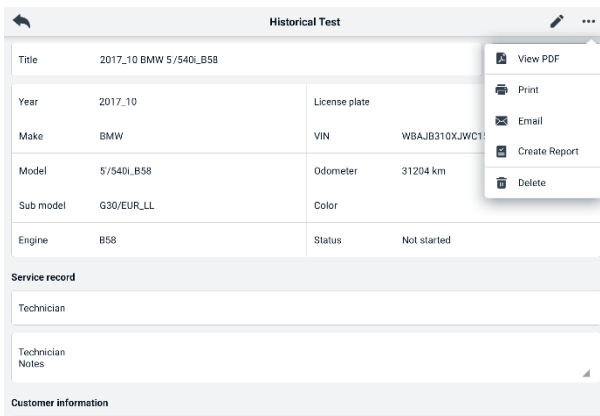 Historical Test
Title 2017_10 BMW 5'/540i_B58
View PDF
Print
Email
Create Report
Delete
Year 2017_10 License plate
Make BMW VIN
Model 5'/540i_B58 Odometer 31204 km
Sub model G30/EUR_LL Color
Engine B58 Status Not started
Service record
Technician
Technician
Notes
Customer information